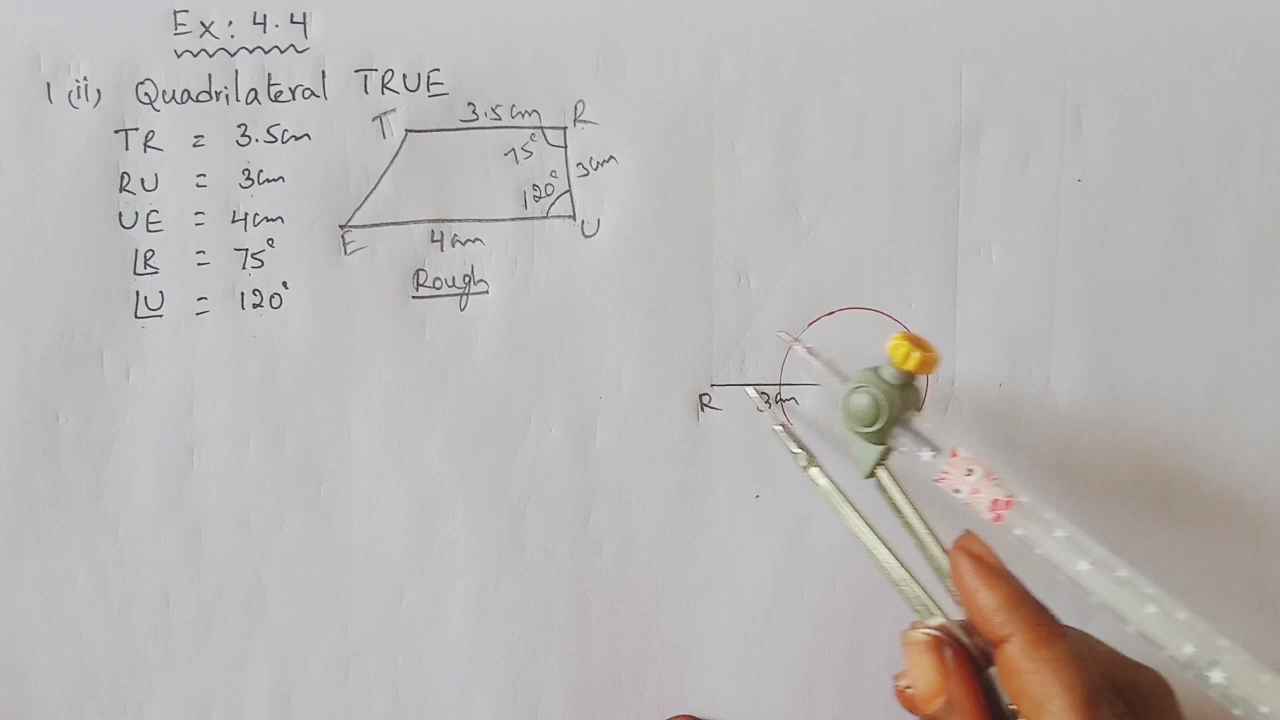 Ex: 4.4
1 (ii) Quadrilateral TRUE
TR = 3.5cm
RU = 3cm
UE = 4cm
∠R = 75°
∠U = 120°
T 3.5cm R
75°
3cm
120°
E 4cm U
Rough
R 3cm